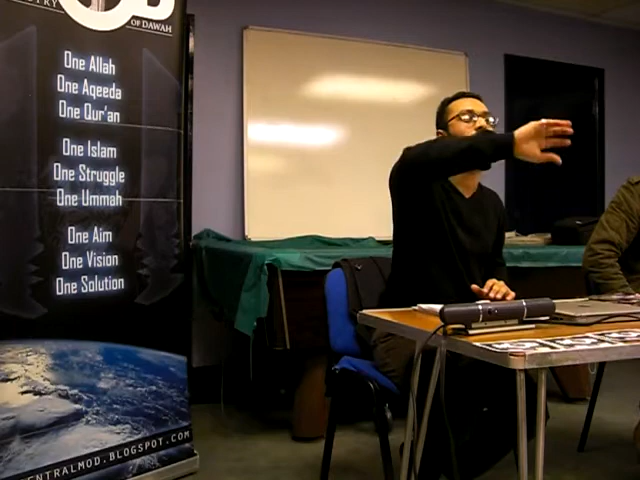 OF DAWAH
One Allah
One Aqeeda
One Qur'an
One Islam
One Struggle
One Ummah
One Aim
One Vision
One Solution
ENTRALMOD.BLOGSPOT.COM